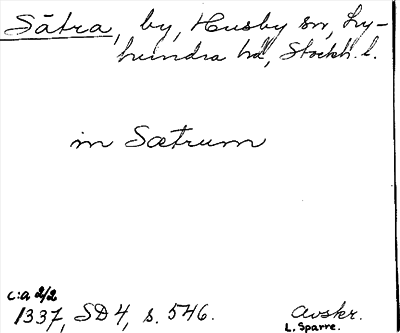 Sätra, by, Husby sn, Ly-
hundra hd, Stockh. l.
in Sætrum
c:a 2/2
1337, SD 4, s. 546.
Avskr.
L. Sparre.